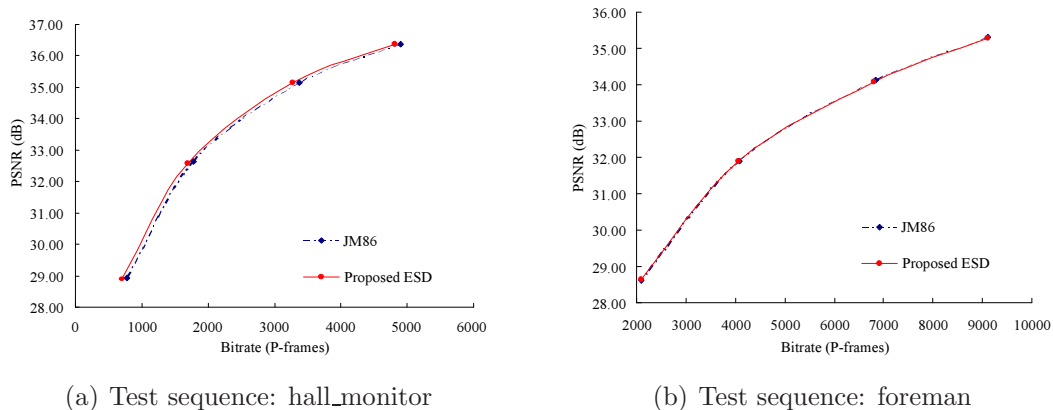 37.00
36.00
35.00
34.00
33.00
32.00
31.00
30.00
29.00
28.00
PSNR (dB)
0 1000 2000 3000 4000 5000 6000
Bitrate (P-frames)
JM86
Proposed ESD
(a) Test sequence: hall_monitor
36.00
35.00
34.00
33.00
32.00
31.00
30.00
29.00
28.00
PSNR (dB)
2000 3000 4000 5000 6000 7000 8000 9000 10000
Bitrate (P-frames)
JM86
Proposed ESD
(b) Test sequence: foreman